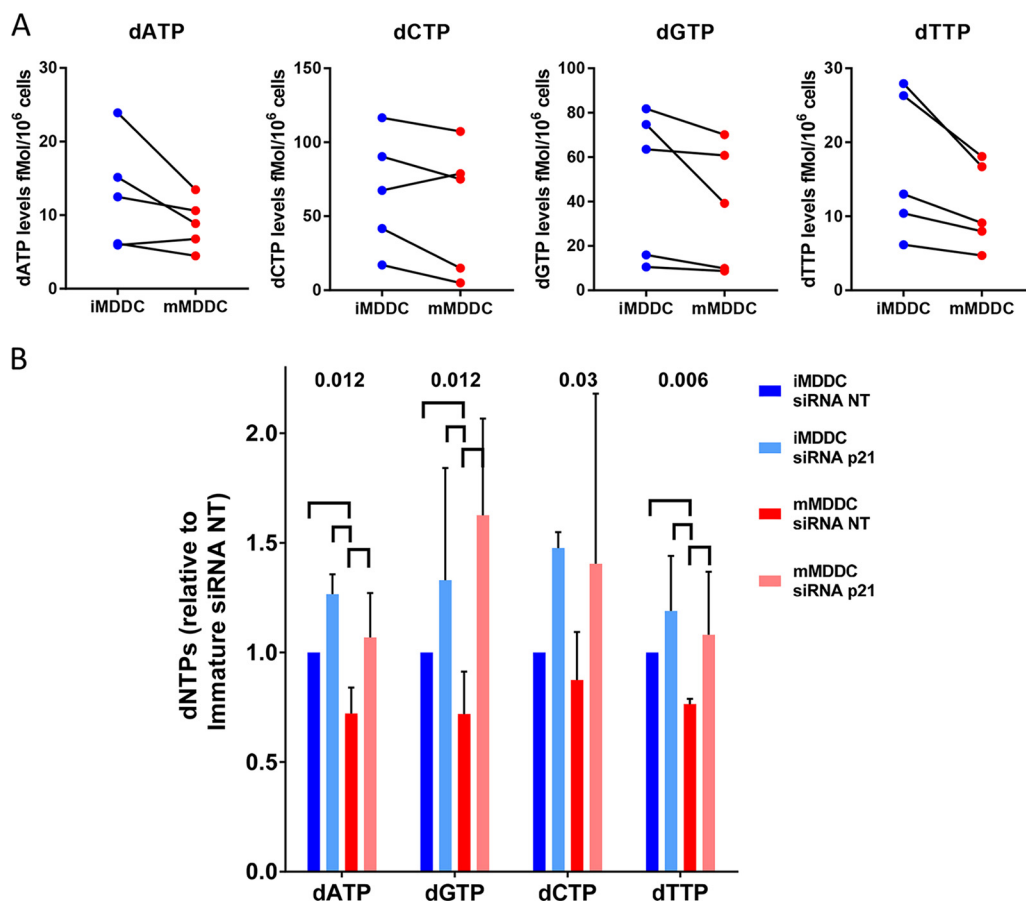 A
dATP
dCTP
dGTP
dTTP
dATP levels fMol/10⁶ cells
30
20
10
0
iMDDC
mMDDC
dCTP levels fMol/10⁶ cells
150
100
50
0
iMDDC
mMDDC
dGTP levels fMol/10⁶ cells
100
80
60
40
20
0
iMDDC
mMDDC
dTTP levels fMol/10⁶ cells
30
20
10
0
iMDDC
mMDDC
B
dNTPs (relative to
Immature siRNA NT)
2.0
1.5
1.0
0.5
0.0
0.012
0.012
0.03
0.006
dATP
dGTP
dCTP
dTTP
iMDDC
siRNA NT
iMDDC
siRNA p21
mMDDC
siRNA NT
mMDDC
siRNA p21